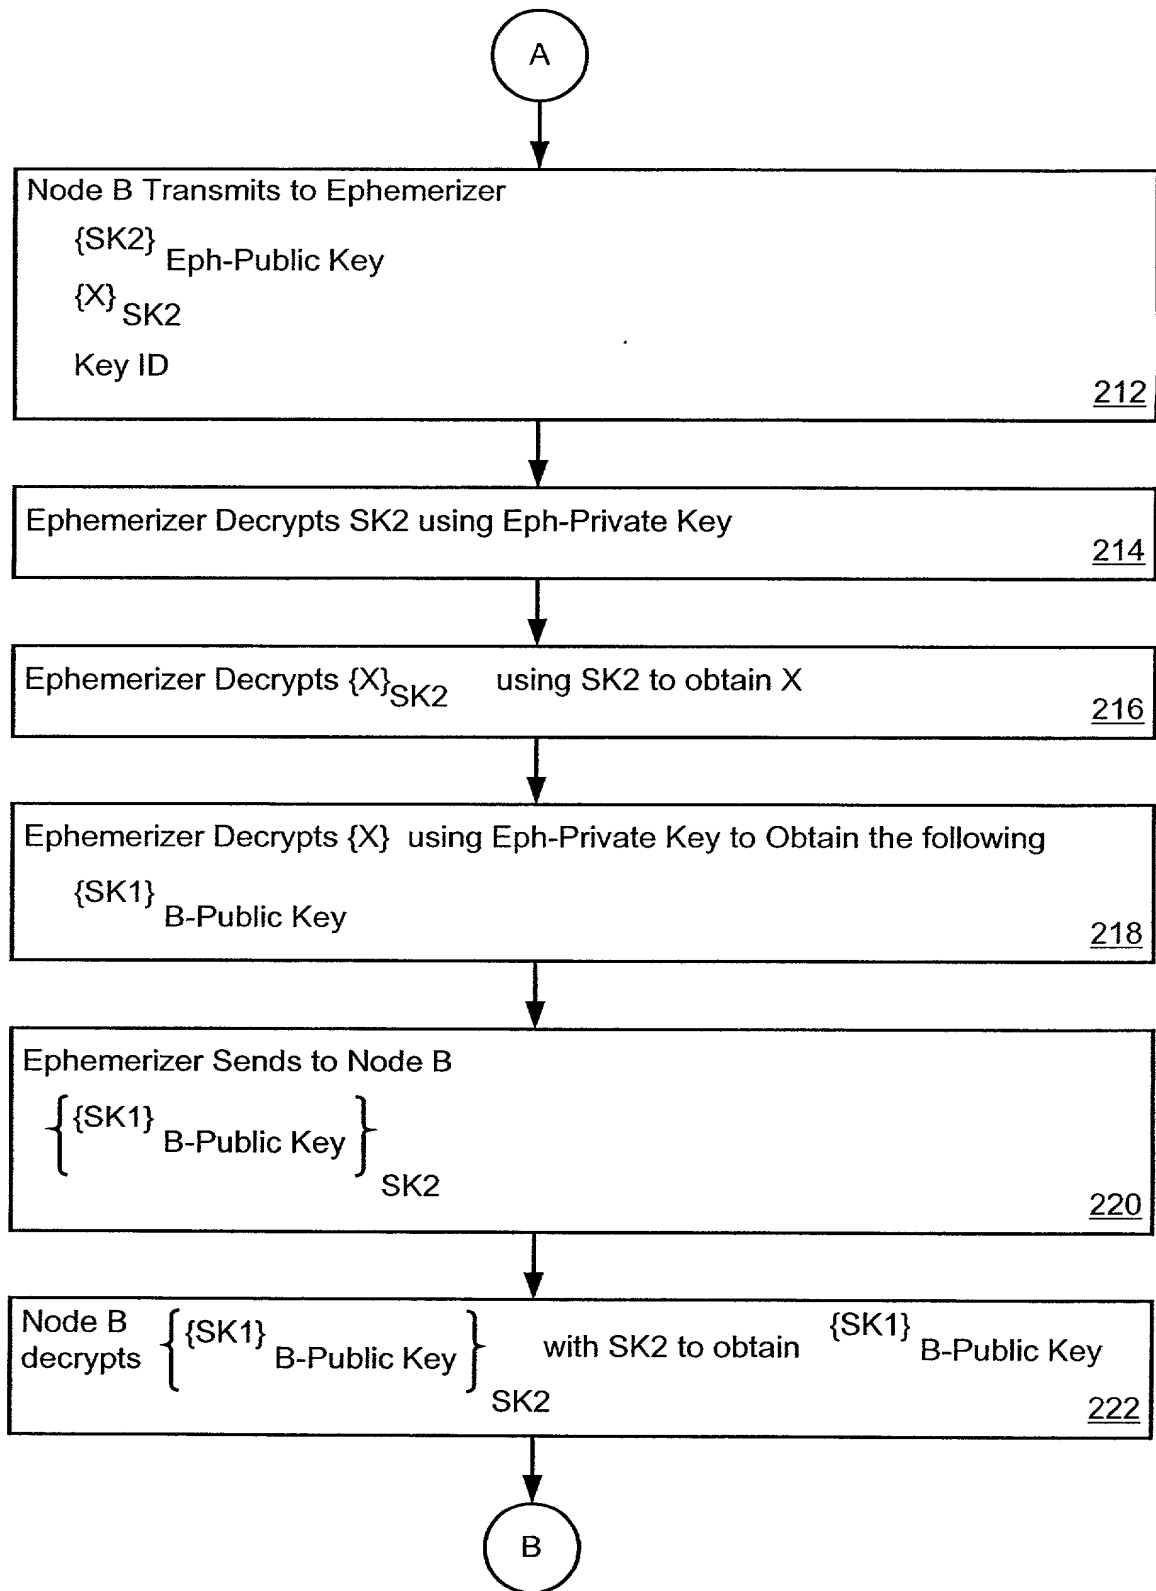 A
Node B Transmits to Ephemerizer
{SK2} Eph-Public Key
{X} SK2
Key ID
212
Ephemerizer Decrypts SK2 using Eph-Private Key
214
Ephemerizer Decrypts {X} SK2 using SK2 to obtain X
216
Ephemerizer Decrypts {X} using Eph-Private Key to Obtain the following
{SK1} B-Public Key
218
Ephemerizer Sends to Node B
{{SK1} B-Public Key} SK2
220
Node B
decrypts {{SK1} B-Public Key} SK2 with SK2 to obtain {SK1} B-Public Key
222
B